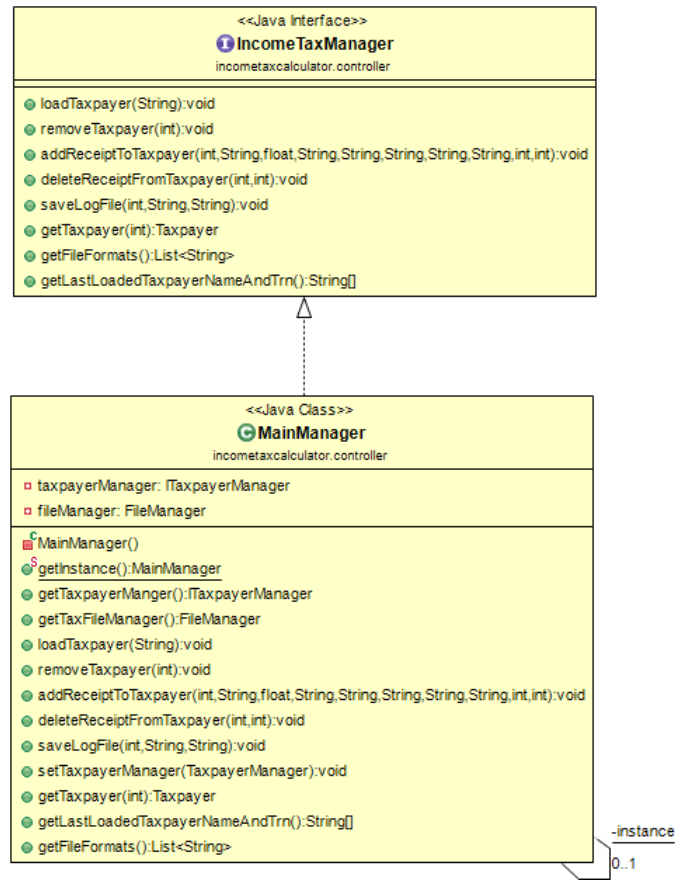 <<Java Interface>>
IncomeTaxManager
incometaxcalculator.controller
loadTaxpayer(String):void
removeTaxpayer(int):void
addReceiptToTaxpayer(int,String,float,String,String,String,String,String,int,int):void
deleteReceiptFromTaxpayer(int,int):void
saveLogFile(int,String,String):void
getTaxpayer(int):Taxpayer
getFileFormats():List<String>
getLastLoadedTaxpayerNameAndTrn():String[]
<<Java Class>>
MainManager
incometaxcalculator.controller
taxpayerManager: ITaxpayerManager
fileManager: FileManager
MainManager()
getInstance():MainManager
getTaxpayerManger():ITaxpayerManager
getTaxFileManager():FileManager
loadTaxpayer(String):void
removeTaxpayer(int):void
addReceiptToTaxpayer(int,String,float,String,String,String,String,String,int,int):void
deleteReceiptFromTaxpayer(int,int):void
saveLogFile(int,String,String):void
setTaxpayerManager(TaxpayerManager):void
getTaxpayer(int):Taxpayer
getLastLoadedTaxpayerNameAndTrn():String[]
getFileFormats():List<String>
-instance
0..1